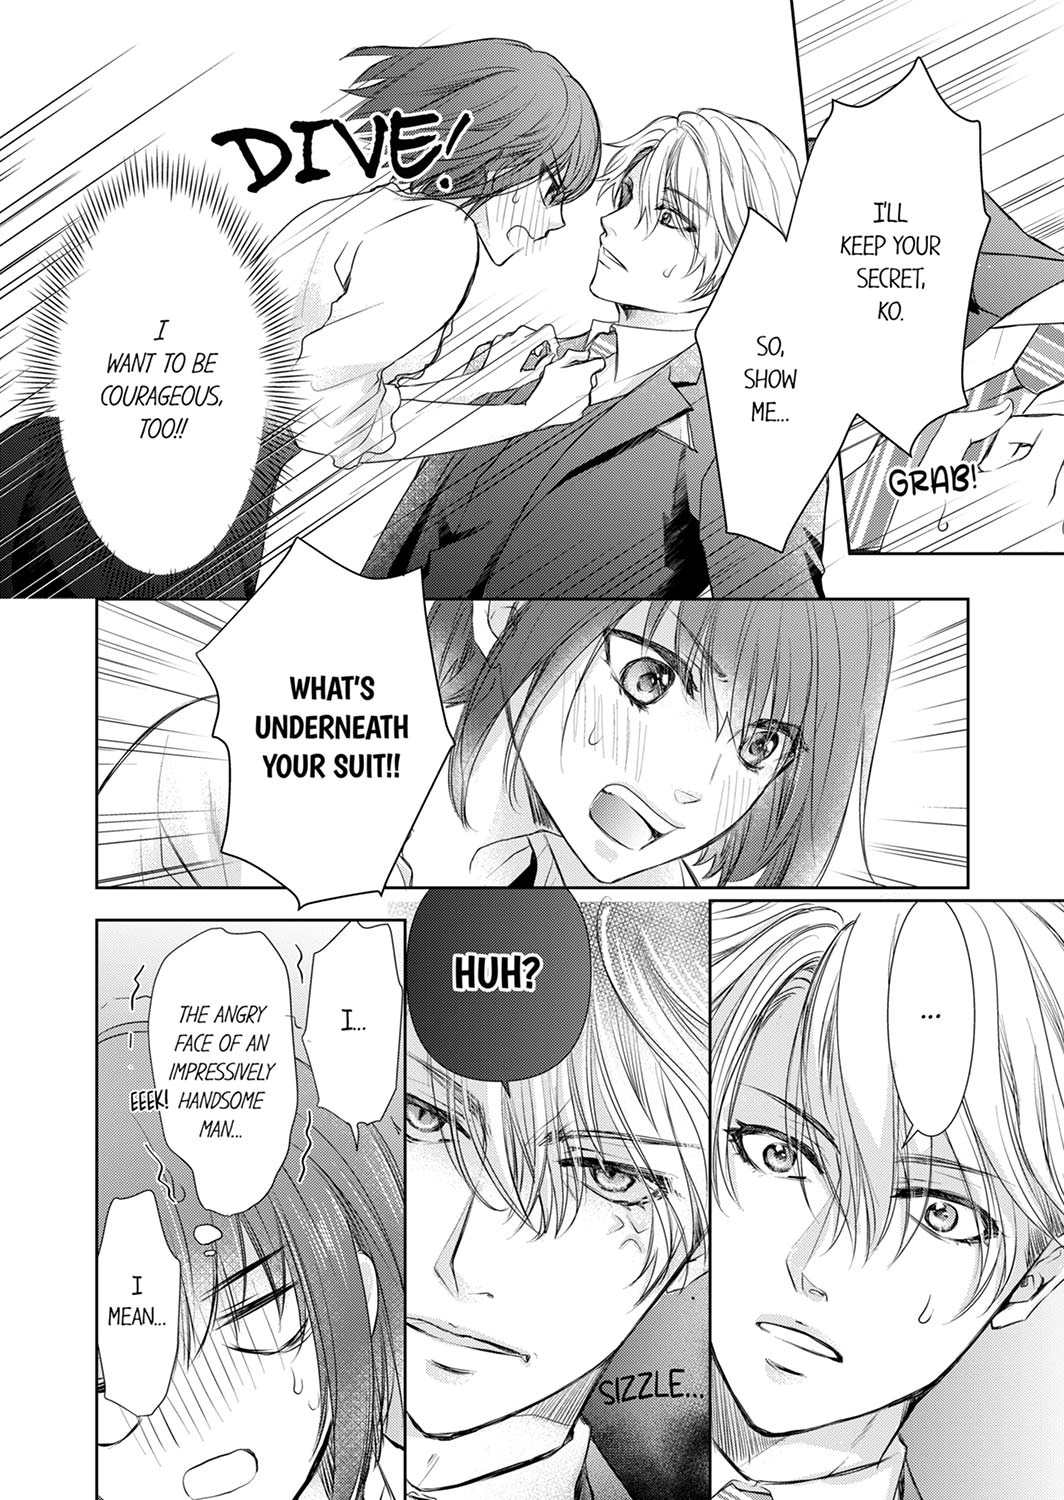 I'LL
KEEP YOUR
SECRET,
KO.
SO,
SHOW
ME...
GRAB!
DIVE!
I
WANT TO BE
COURAGEOUS,
TOO!!
WHAT'S
UNDERNEATH
YOUR SUIT!!
...
HUH?
SIZZLE...
I...
THE ANGRY
FACE OF AN
IMPRESSIVELY
HANDSOME
MAN...
EEEK!
I
MEAN...